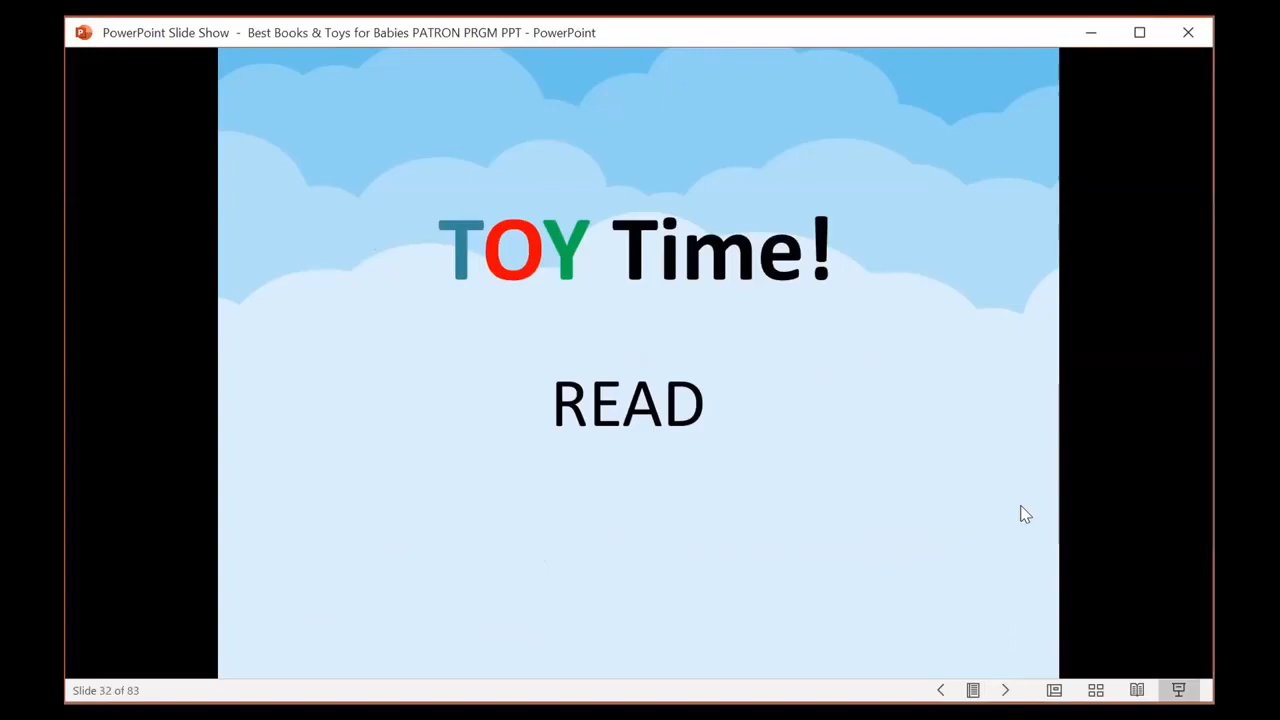 PowerPoint Slide Show - Best Books & Toys for Babies PATRON PRGM PPT - PowerPoint
TOY Time!
READ
Slide 32 of 83